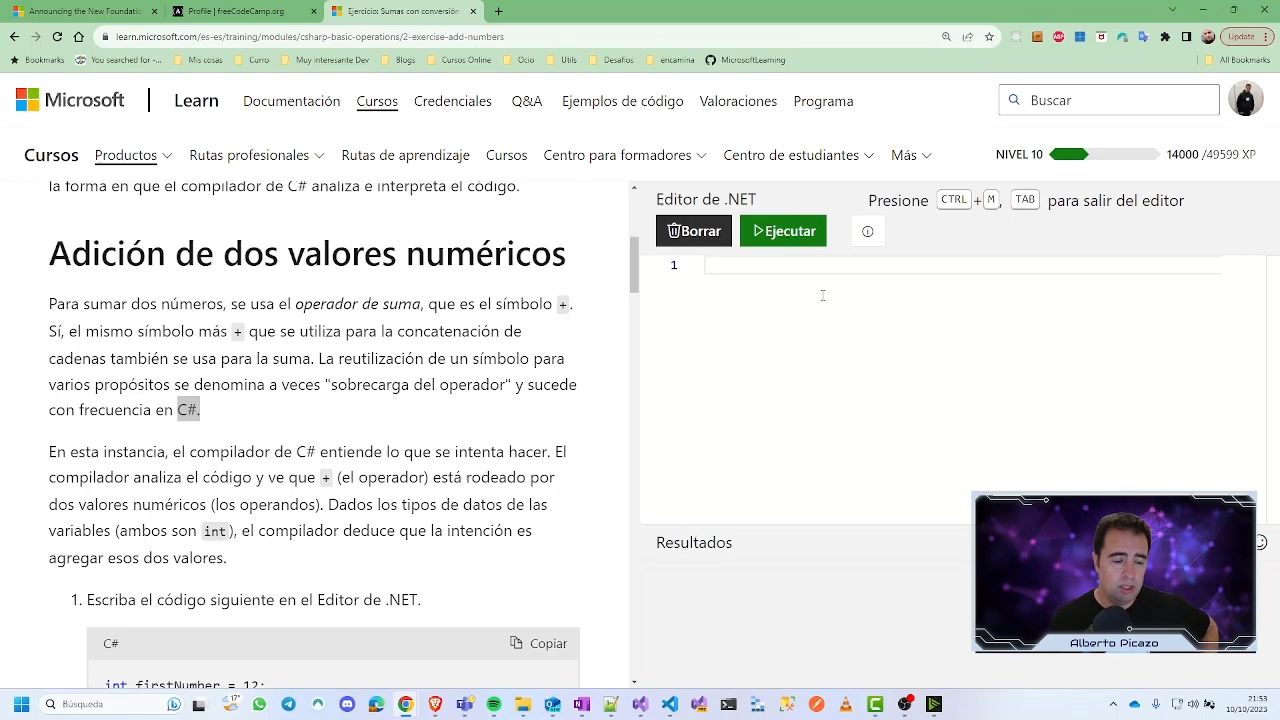 Announcing the New Foundatic
Profile | freeCodeCamp.org
Ejercicio: Sumas con conversión
learn.microsoft.com/es-es/training/modules/csharp-basic-operations/2-exercise-add-numbers
Update
Bookmarks
You searched for -...
Mis cosas
Curro
Muy interesante Dev
Blogs
Cursos Online
Ocio
Utils
Desafios
encamina
MicrosoftLearning
All Bookmarks
Microsoft
Learn
Documentación
Cursos
Credenciales
Q&A
Ejemplos de código
Valoraciones
Programa
Buscar
Cursos
Productos
Rutas profesionales
Rutas de aprendizaje
Cursos
Centro para formadores
Centro de estudiantes
Más
NIVEL 10
14000 /49599 XP
la forma en que el compilador de C# analiza e interpreta el código.
Adición de dos valores numéricos
Para sumar dos números, se usa el operador de suma, que es el símbolo +.
Sí, el mismo símbolo más + que se utiliza para la concatenación de
cadenas también se usa para la suma. La reutilización de un símbolo para
varios propósitos se denomina a veces "sobrecarga del operador" y sucede
con frecuencia en C#.
En esta instancia, el compilador de C# entiende lo que se intenta hacer. El
compilador analiza el código y ve que + (el operador) está rodeado por
dos valores numéricos (los operandos). Dados los tipos de datos de las
variables (ambos son int), el compilador deduce que la intención es
agregar esos dos valores.
1. Escriba el código siguiente en el Editor de .NET.
C#
Copiar
int firstNumber = 12;
Editor de .NET
Presione CTRL + M, TAB para salir del editor
Borrar
Ejecutar
1
Resultados
Alberto Picazo
Búsqueda
17°
21:53
10/10/2023